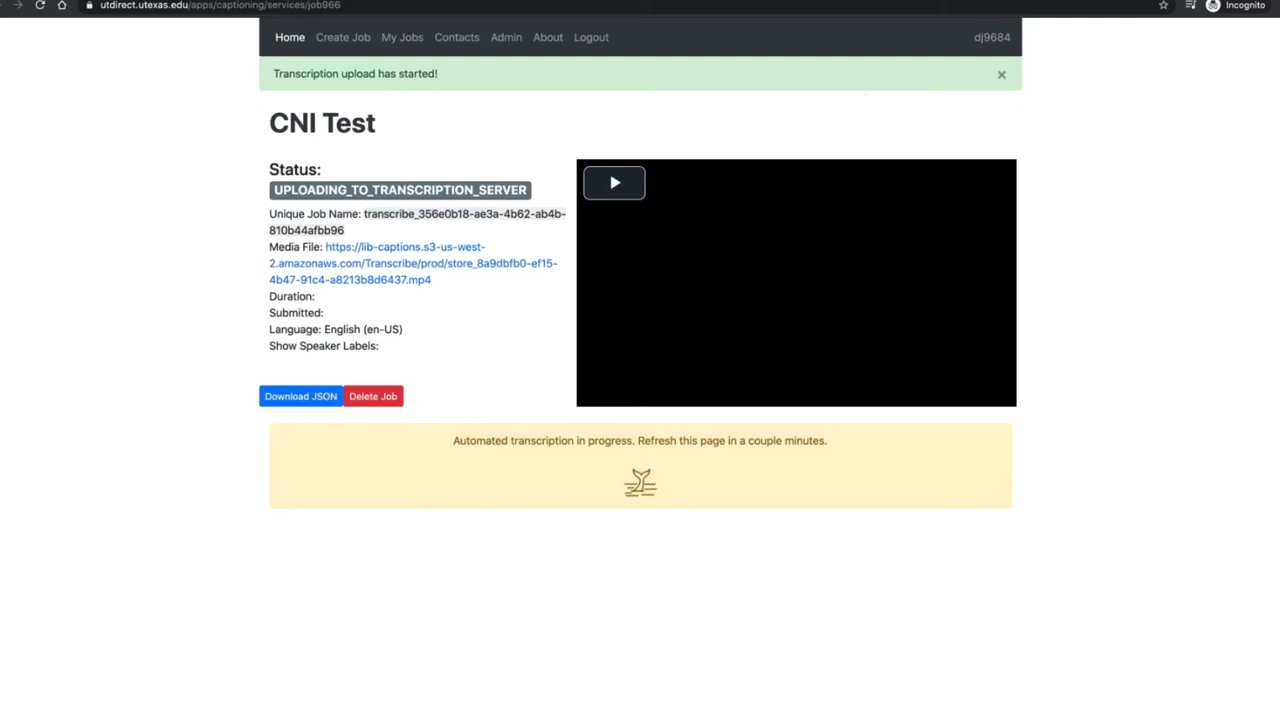 utdirect.utexas.edu/apps/captioning/services/job966
Incognito
Home Create Job My Jobs Contacts Admin About Logout dj9684
Transcription upload has started! ×
CNI Test
Status:
UPLOADING_TO_TRANSCRIPTION_SERVER
Unique Job Name: transcribe_356e0b18-ae3a-4b62-ab4b-
810b44afbb96
Media File: https://lib-captions.s3-us-west-
2.amazonaws.com/Transcribe/prod/store_8a9dbfb0-ef15-
4b47-91c4-a8213b8d6437.mp4
Duration:
Submitted:
Language: English (en-US)
Show Speaker Labels:
Download JSON Delete Job
Automated transcription in progress. Refresh this page in a couple minutes.